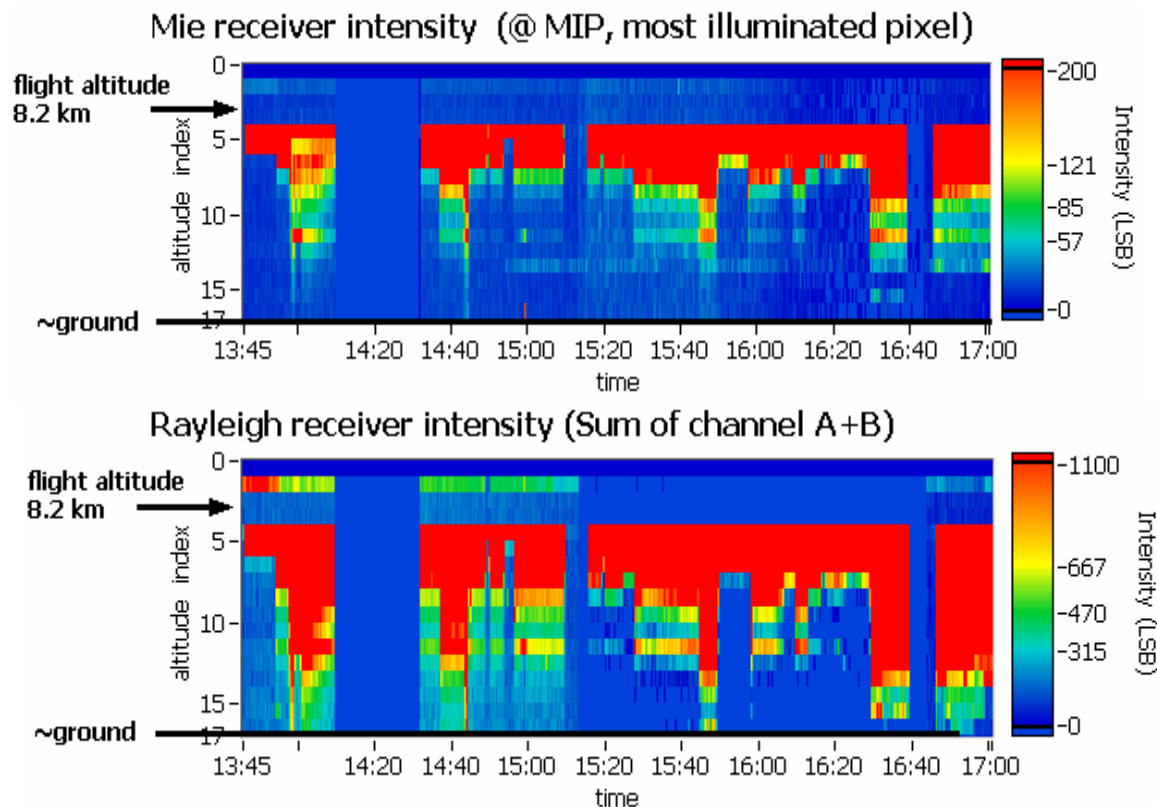 Mie receiver intensity (@ MIP, most illuminated pixel)
flight altitude
8.2 km
~ground
altitude index
0
5
10
15
17
13:45
14:20
14:40
15:00
15:20
15:40
16:00
16:20
16:40
17:00
time
200
121
85
57
0
Intensity (LSB)
Rayleigh receiver intensity (Sum of channel A+B)
flight altitude
8.2 km
~ground
altitude index
0
5
10
15
17
13:45
14:20
14:40
15:00
15:20
15:40
16:00
16:20
16:40
17:00
time
1100
667
470
315
0
Intensity (LSB)